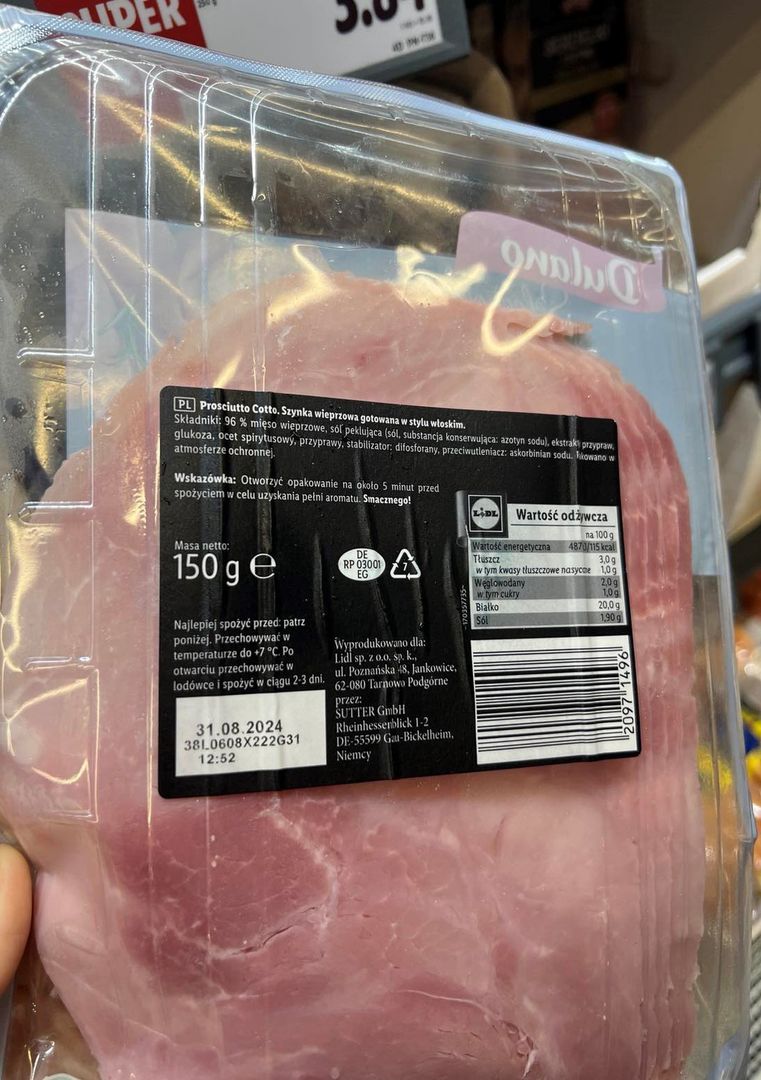 SUPER
Dulano
PL Prosciutto Cotto. Szynka wieprzowa gotowana w stylu włoskim.
Składniki: 96 % mięso wieprzowe, sól peklująca (sól, substancja konserwująca: azotyn sodu), ekstrakt przypraw,
glukoza, ocet spirytusowy, przyprawy, stabilizator: difosforany, przeciwutleniacz: askorbinian sodu. Pakowano w
atmosferze ochronnej.
Wskazówka: Otworzyć opakowanie na około 5 minut przed
spożyciem w celu uzyskania pełni aromatu. Smacznego!
Masa netto:
150 g e
DE
RP 03001
EG
7
LIDL
Wartość odżywcza
na 100 g
Wartość energetyczna 487J/115 kcal
Tłuszcz 3,0 g
w tym kwasy tłuszczowe nasycone 1,0 g
Węglowodany 2,0 g
w tym cukry 1,0 g
Białko 20,0 g
Sól 1,90 g
Najlepiej spożyć przed: patrz
poniżej. Przechowywać w
temperaturze do +7 °C. Po
otwarciu przechowywać w
lodówce i spożyć w ciągu 2-3 dni.
31.08.2024
38L0608X222G31
12:52
Wyprodukowano dla:
Lidl sp. z o.o. sp. k.,
ul. Poznańska 48, Jankowice,
62-080 Tarnowo Podgórne
przez:
SUTTER GmbH
Rheinhessenblick 1-2
DE-55599 Gau-Bickelheim,
Niemcy
2097 1496